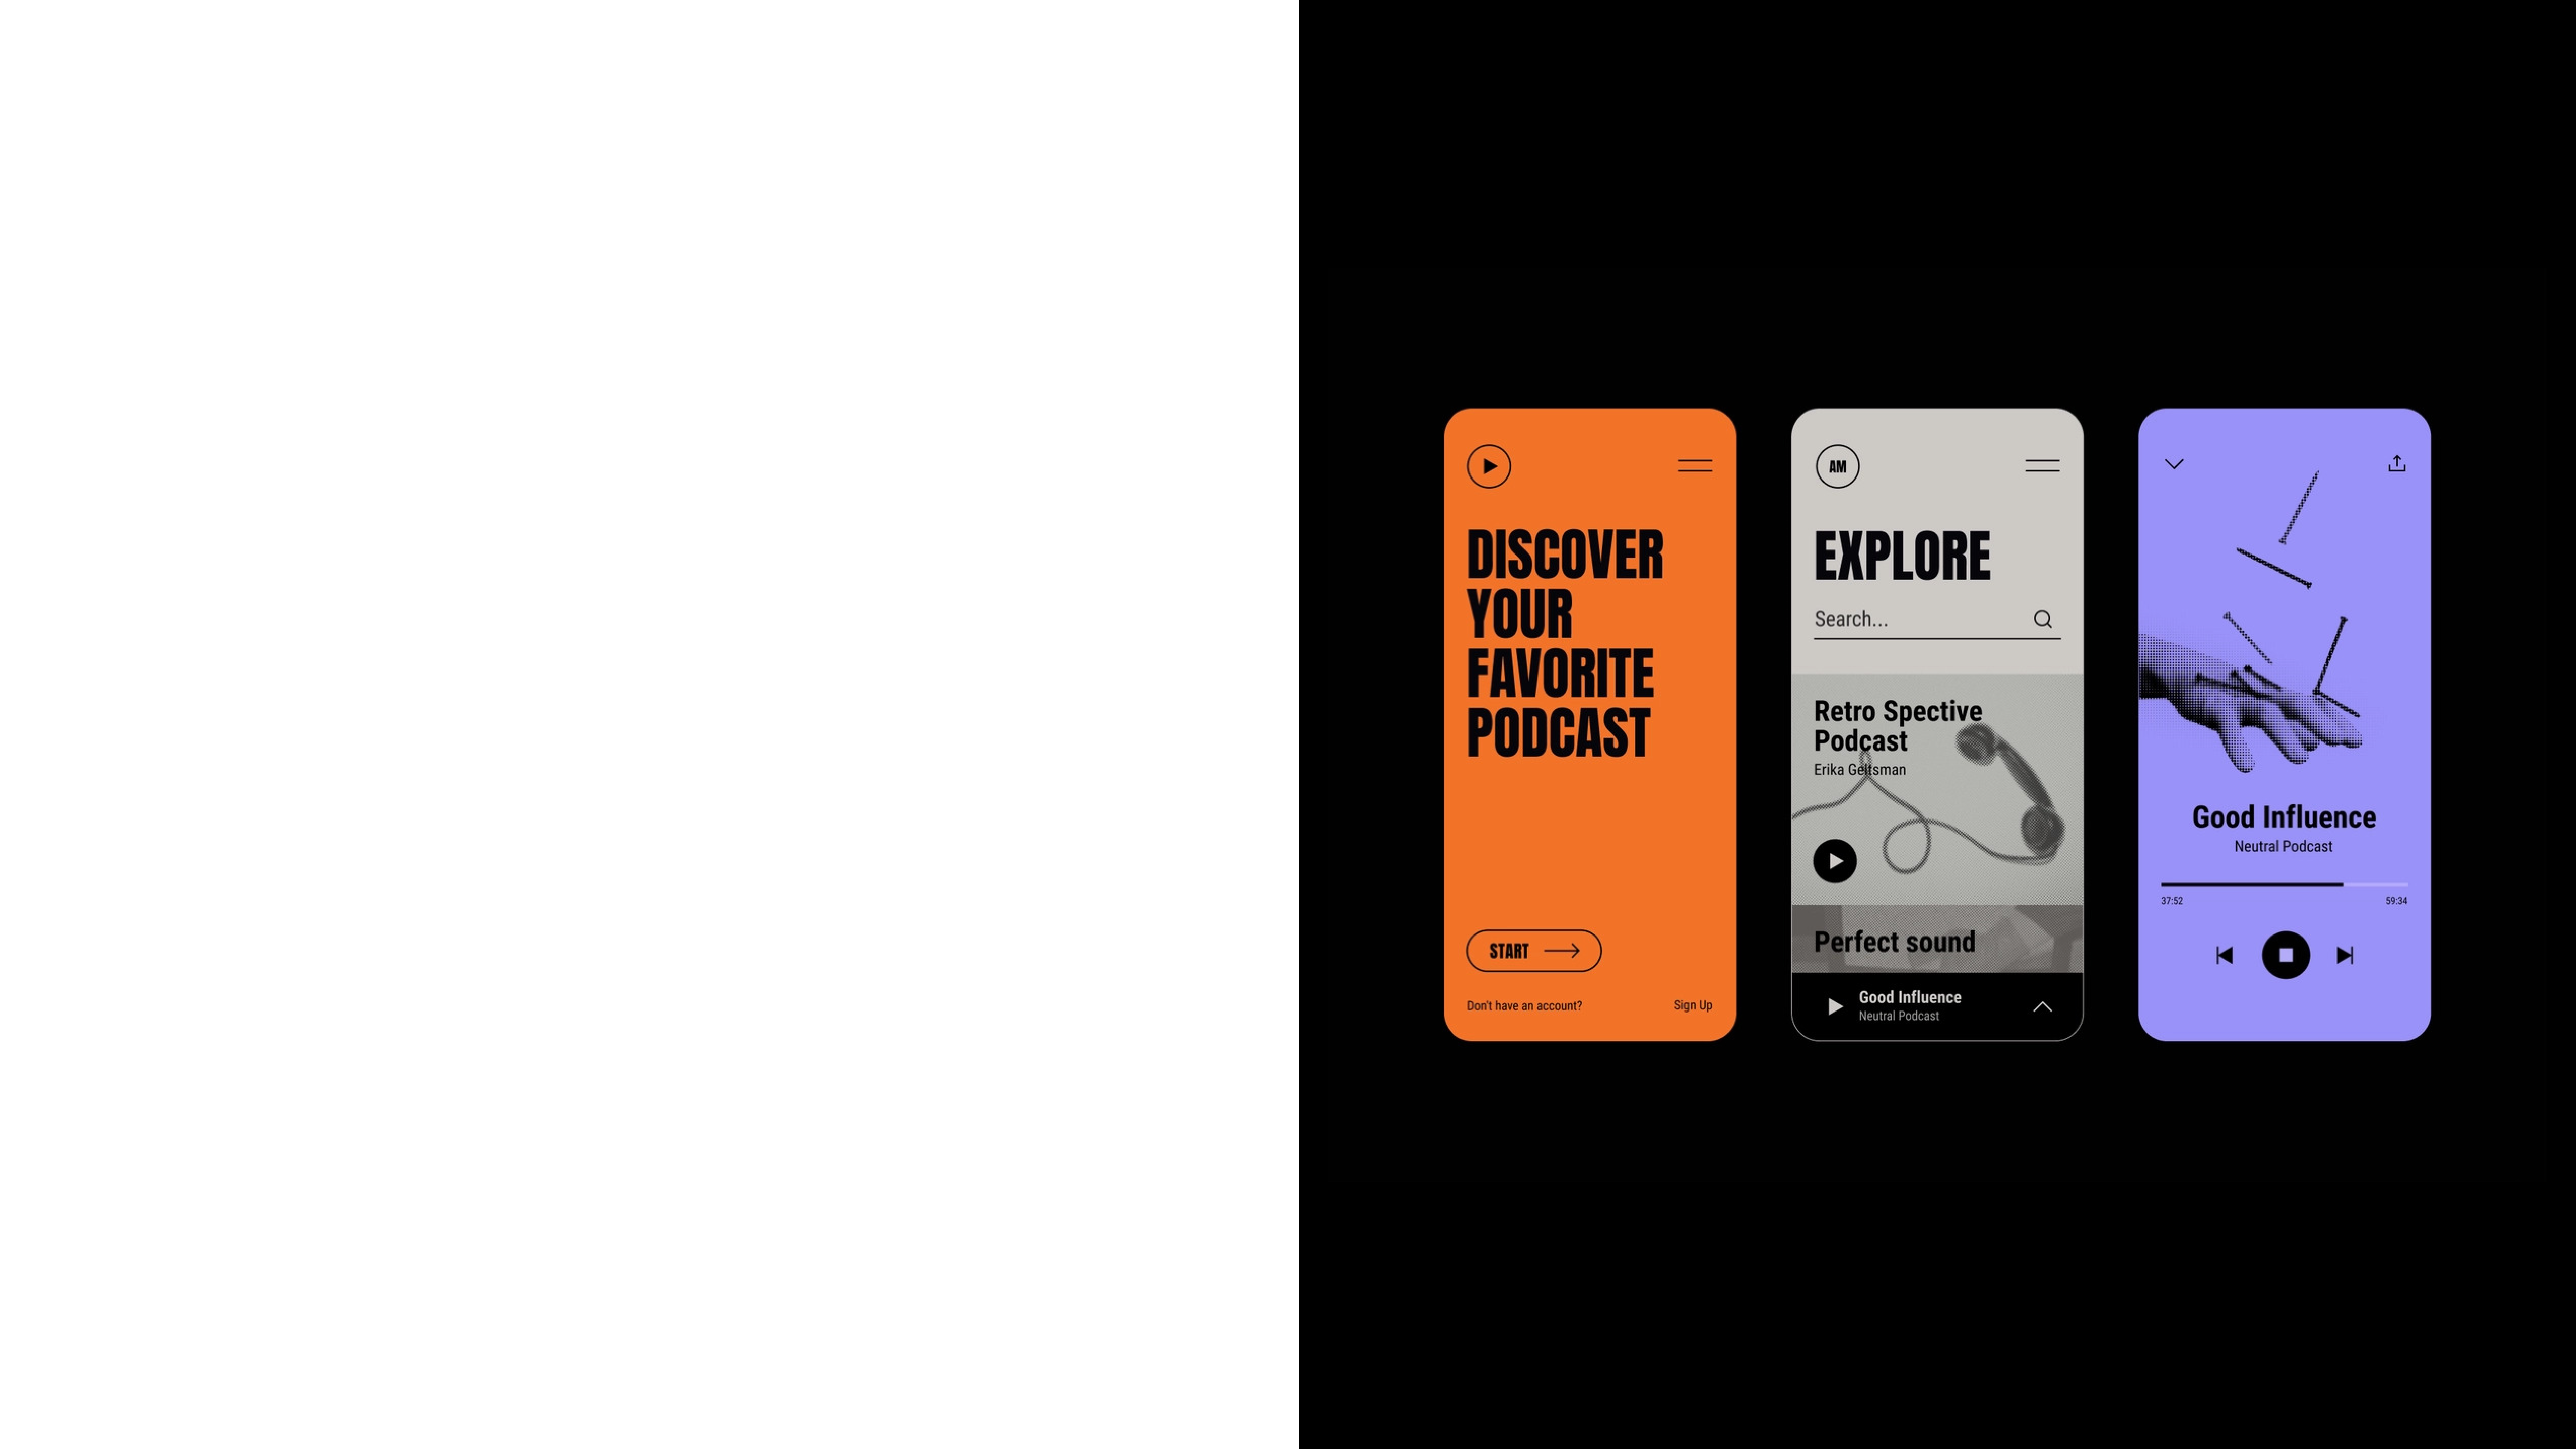 DISCOVER
YOUR
FAVORITE
PODCAST
START
Don't have an account? Sign Up
AM
EXPLORE
Search...
Retro Spective
Podcast
Erika Geltsman
Perfect sound
Good Influence
Neutral Podcast
Good Influence
Neutral Podcast
37:52 59:34